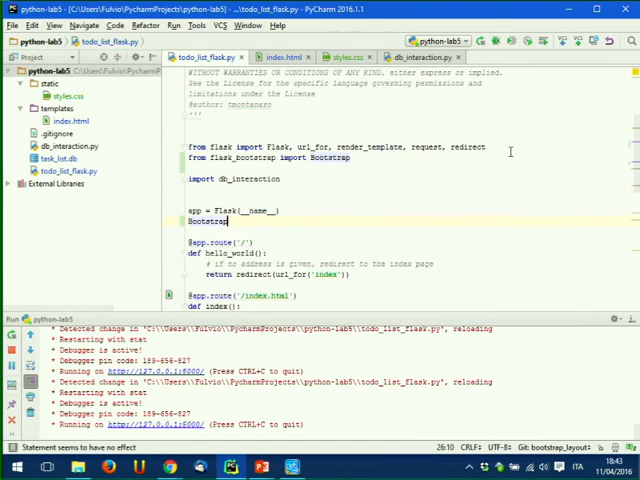 python-lab5 [C:\Users\Fulvio\PycharmProjects\python-lab5] - ...\todo_list_flask.py - PyCharm 2016.1.1
File Edit View Navigate Code Refactor Run Tools VCS Window Help
python-lab5 todo_list_flask.py python-lab5
Project todo_list_flask.py index.html styles.css db_interaction.py
python-lab5 C:\Users\Fulvio\PycharmProjects
static
styles.css
templates
index.html
.gitignore
db_interaction.py
task_list.db
todo_list_flask.py
External Libraries
#WITHOUT WARRANTIES OR CONDITIONS OF ANY KIND, either express or implied.
See the License for the specific language governing permissions and
limitations under the License
@author: tmontanaro
'''
from flask import Flask, url_for, render_template, request, redirect
from flask_bootstrap import Bootstrap
import db_interaction
app = Flask(__name__)
Bootstrap
@app.route('/')
def hello_world():
# if no address is given, redirect to the index page
return redirect(url_for('index'))
@app.route('/index.html')
def index():
Run python-lab5
* Detected change in 'C:\\Users\\Fulvio\\PycharmProjects\\python-lab5\\todo_list_flask.py', reloading
* Restarting with stat
* Debugger is active!
* Debugger pin code: 189-656-827
* Running on http://127.0.0.1:5000/ (Press CTRL+C to quit)
* Detected change in 'C:\\Users\\Fulvio\\PycharmProjects\\python-lab5\\todo_list_flask.py', reloading
* Restarting with stat
* Debugger is active!
* Debugger pin code: 189-656-827
* Running on http://127.0.0.1:5000/ (Press CTRL+C to quit)
Statement seems to have no effect 26:10 CRLF÷ UTF-8÷ Git: bootstrap_layout÷
ITA
18:43
11/04/2016